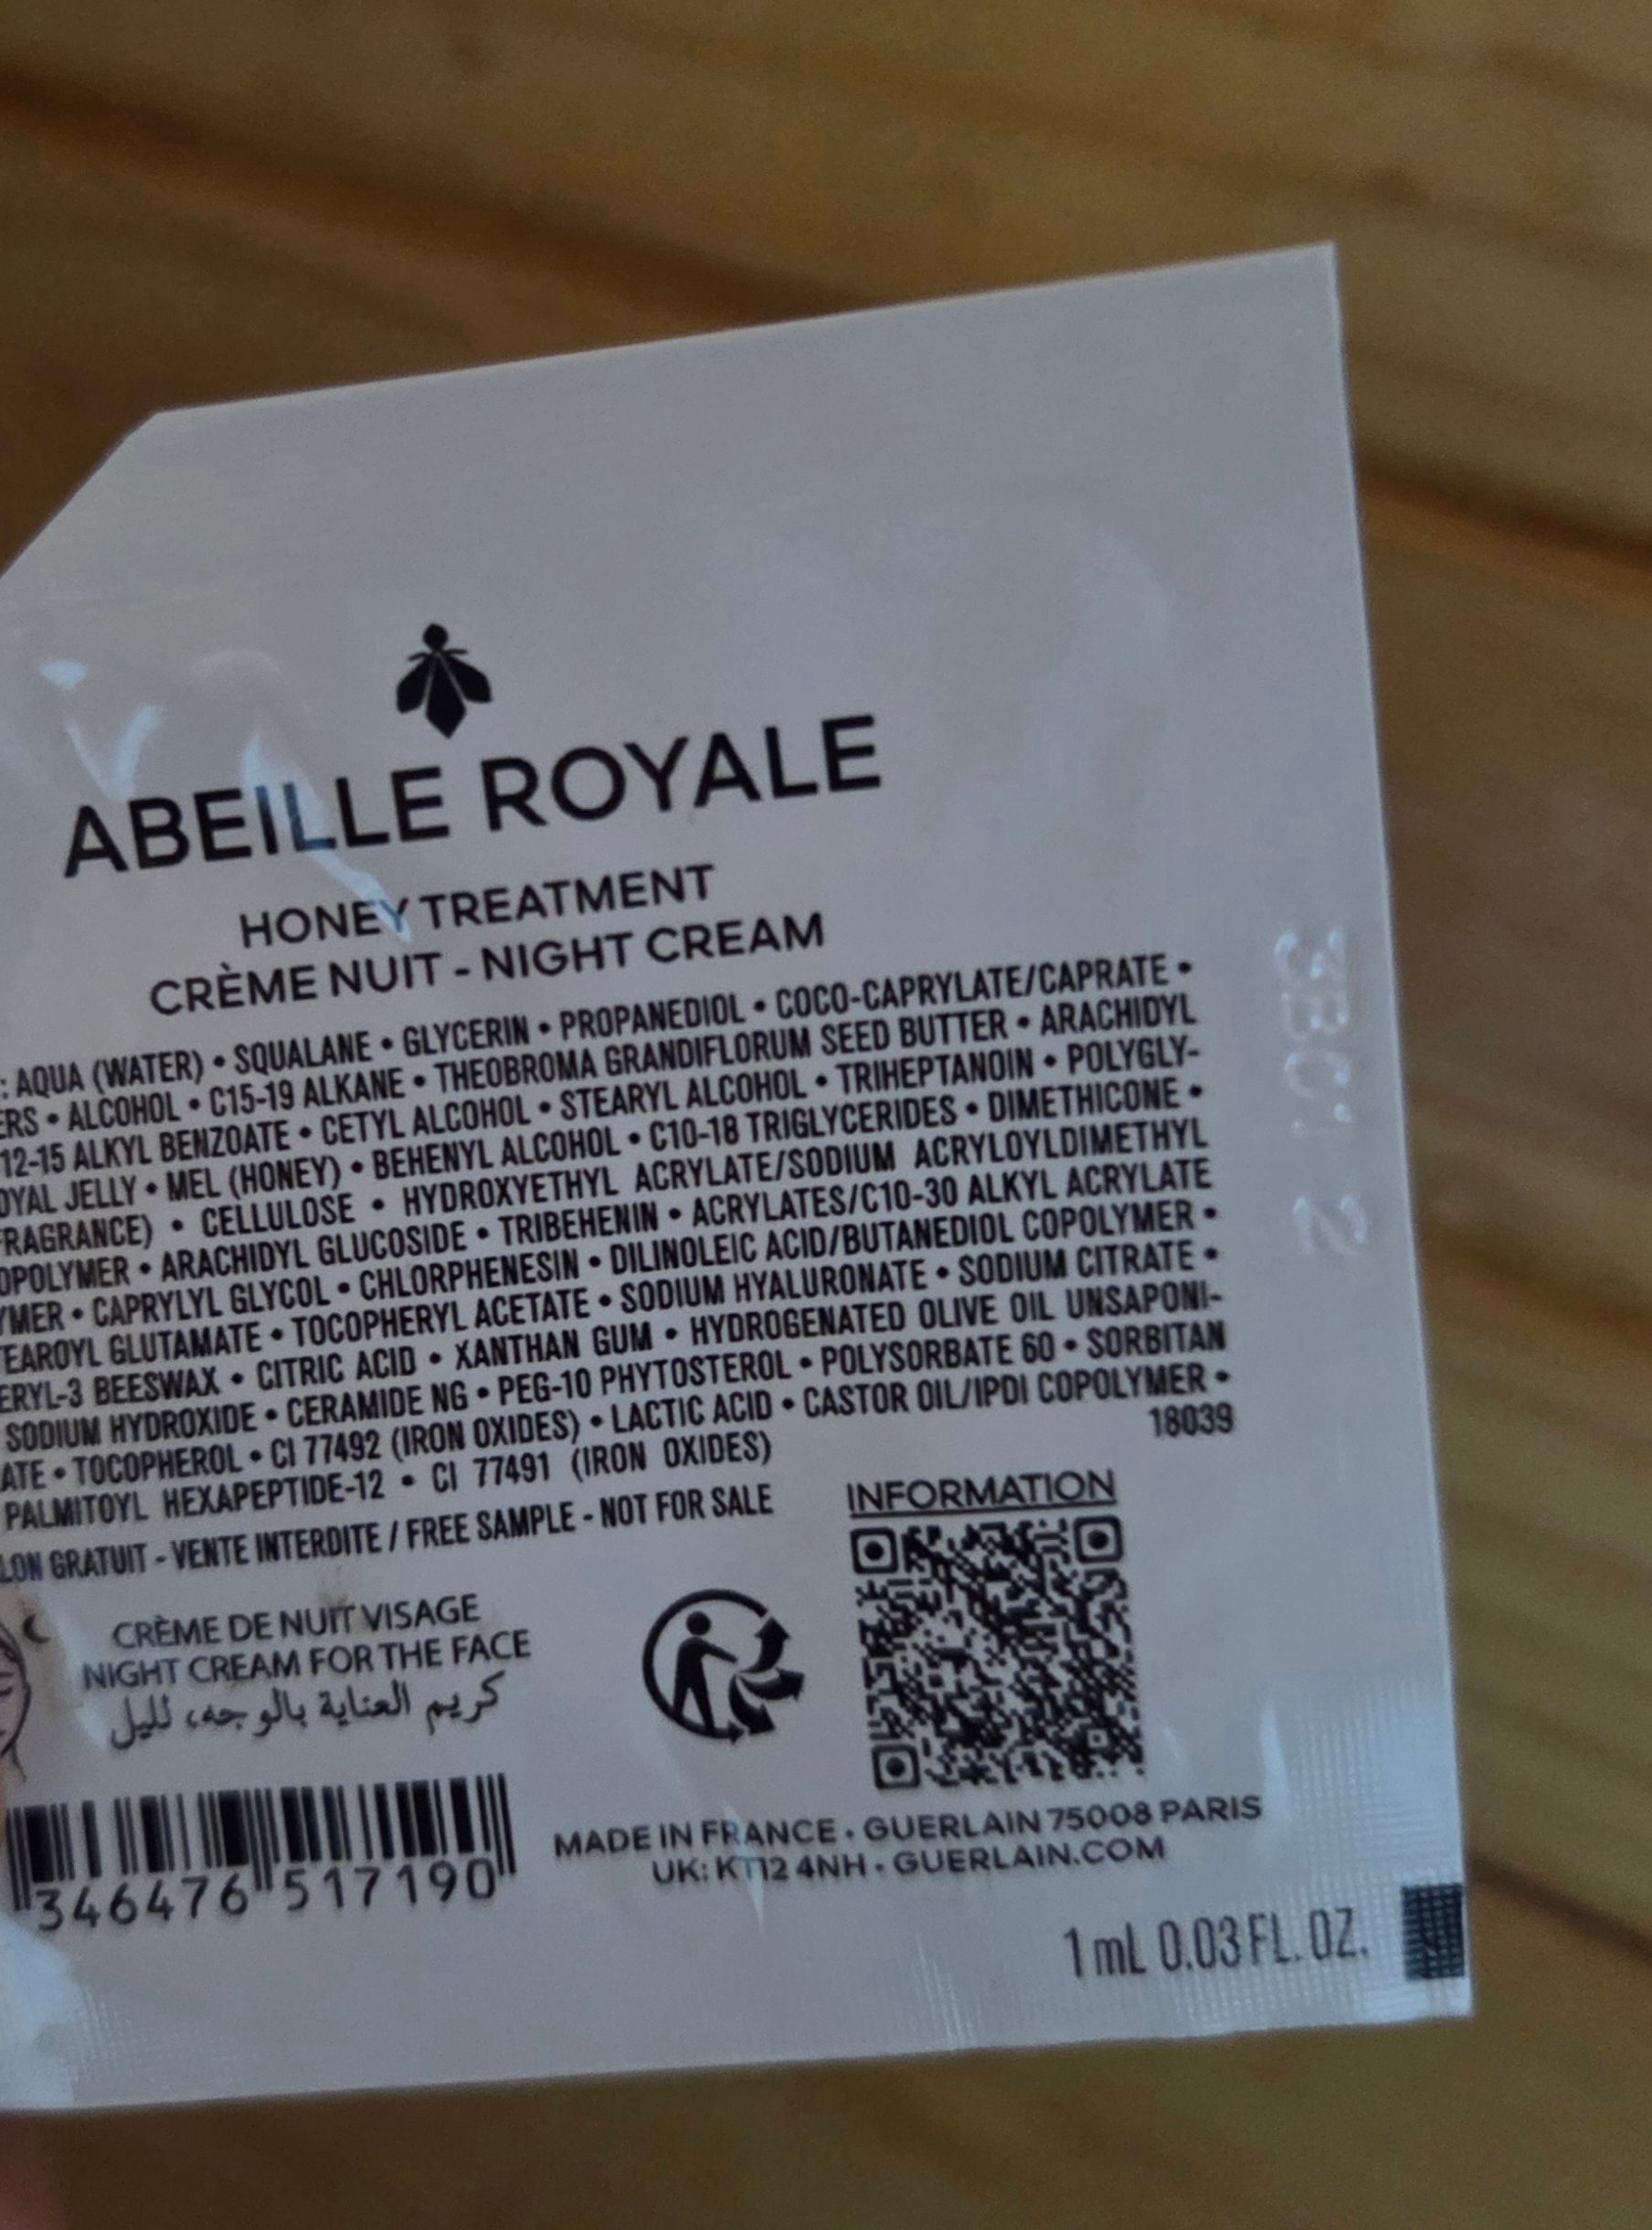 ABEILLE ROYALE
HONEY TREATMENT
CRÈME NUIT - NIGHT CREAM
: AQUA (WATER) • SQUALANE • GLYCERIN • PROPANEDIOL • COCO-CAPRYLATE/CAPRATE •
ERS • ALCOHOL • C15-19 ALKANE • THEOBROMA GRANDIFLORUM SEED BUTTER • ARACHIDYL
12-15 ALKYL BENZOATE • CETYL ALCOHOL • STEARYL ALCOHOL • TRIHEPTANOIN • POLYGLY-
OYAL JELLY • MEL (HONEY) • BEHENYL ALCOHOL • C10-18 TRIGLYCERIDES • DIMETHICONE •
FRAGRANCE) • CELLULOSE • HYDROXYETHYL ACRYLATE/SODIUM ACRYLOYLDIMETHYL
OPOLYMER • ARACHIDYL GLUCOSIDE • TRIBEHENIN • ACRYLATES/C10-30 ALKYL ACRYLATE
YMER • CAPRYLYL GLYCOL • CHLORPHENESIN • DILINOLEIC ACID/BUTANEDIOL COPOLYMER •
TEAROYL GLUTAMATE • TOCOPHERYL ACETATE • SODIUM HYALURONATE • SODIUM CITRATE •
ERYL-3 BEESWAX • CITRIC ACID • XANTHAN GUM • HYDROGENATED OLIVE OIL UNSAPONI-
SODIUM HYDROXIDE • CERAMIDE NG • PEG-10 PHYTOSTEROL • POLYSORBATE 60 • SORBITAN
ATE • TOCOPHEROL • CI 77492 (IRON OXIDES) • LACTIC ACID • CASTOR OIL/IPDI COPOLYMER •
PALMITOYL HEXAPEPTIDE-12 • CI 77491 (IRON OXIDES) 18039
LON GRATUIT - VENTE INTERDITE / FREE SAMPLE - NOT FOR SALE
INFORMATION
CRÈME DE NUIT VISAGE
NIGHT CREAM FOR THE FACE
كريم العناية بالوجه، لليل
346476 517190
MADE IN FRANCE • GUERLAIN 75008 PARIS
UK: KT12 4NH • GUERLAIN.COM
1 mL 0.03 FL. OZ.